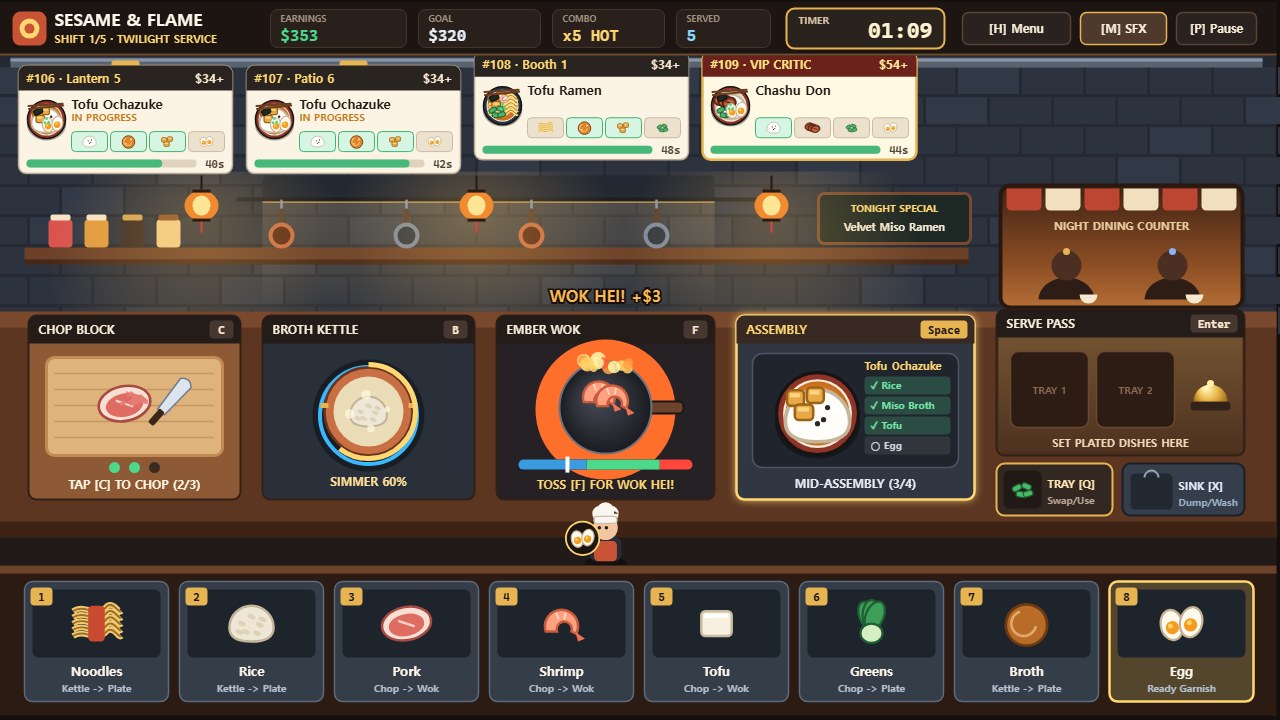 SESAME & FLAME
SHIFT 1/5 · TWILIGHT SERVICE
EARNINGS
$353
GOAL
$320
COMBO
x5 HOT
SERVED
5
TIMER
01:09
[H] Menu
[M] SFX
[P] Pause
#106 · Lantern 5 $34+
Tofu Ochazuke
IN PROGRESS
40s
#107 · Patio 6 $34+
Tofu Ochazuke
IN PROGRESS
42s
#108 · Booth 1 $34+
Tofu Ramen
48s
#109 · VIP CRITIC $54+
Chashu Don
44s
TONIGHT SPECIAL
Velvet Miso Ramen
NIGHT DINING COUNTER
WOK HEI! +$3
CHOP BLOCK C
TAP [C] TO CHOP (2/3)
BROTH KETTLE B
SIMMER 60%
EMBER WOK F
TOSS [F] FOR WOK HEI!
ASSEMBLY Space
Tofu Ochazuke
✓ Rice
✓ Miso Broth
✓ Tofu
Egg
MID-ASSEMBLY (3/4)
SERVE PASS Enter
TRAY 1
TRAY 2
SET PLATED DISHES HERE
TRAY [Q]
Swap/Use
SINK [X]
Dump/Wash
1
Noodles
Kettle -> Plate
2
Rice
Kettle -> Plate
3
Pork
Chop -> Wok
4
Shrimp
Chop -> Wok
5
Tofu
Chop -> Wok
6
Greens
Chop -> Plate
7
Broth
Kettle -> Plate
8
Egg
Ready Garnish